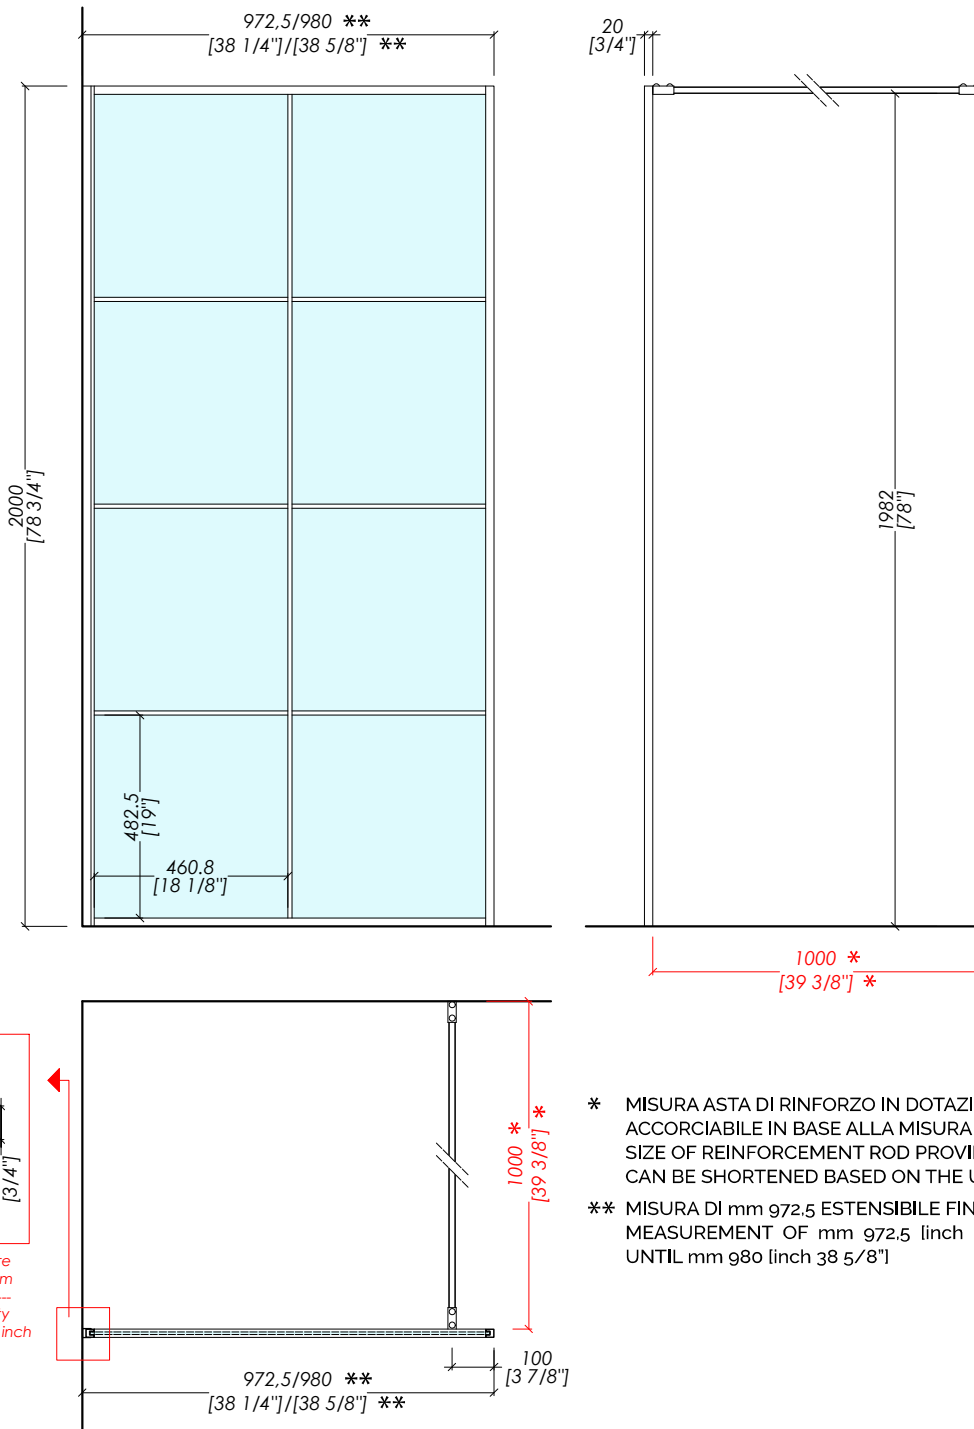 972,5/980 **
[38 1/4"]/[38 5/8"] **
20
[3/4"]
2000
[78 3/4"]
1982
[78"]
482.5
[19"]
460.8
[18 1/8"]
1000 *
[39 3/8"] *
1000 *
[39 3/8"] *
[3/4"]
re
m
---
inch
100
[3 7/8"]
972,5/980 **
[38 1/4"]/[38 5/8"] **
* MISURA ASTA DI RINFORZO IN
ACCORCIABILE IN BASE ALLA MISURA
SIZE OF REINFORCEMENT ROD
CAN BE SHORTENED BASED ON THE
** MISURA DI mm 972,5 ESTENSIBILE
MEASUREMENT OF mm 972,5 [inch
UNTIL mm 980 [inch 38 5/8"]